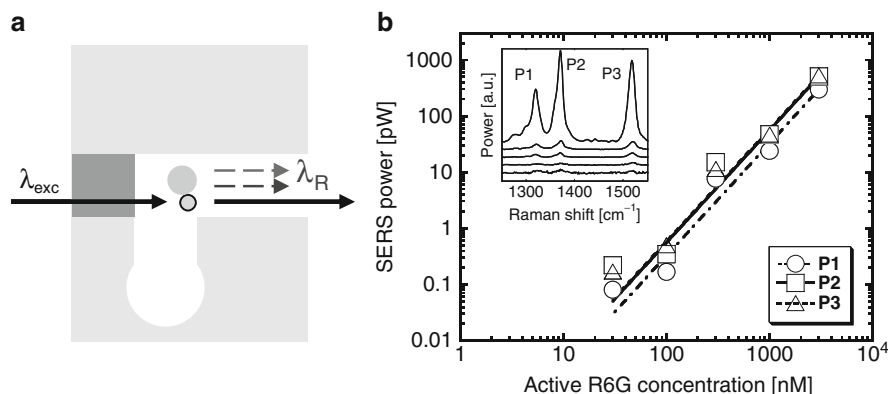 a
λexc
λR
b
SERS power [pW]
1000
100
10
1
0.1
0.01
1
10
100
1000
10⁴
Active R6G concentration [nM]
Power [a.u.]
P1
P2
P3
1300
1400
1500
Raman shift [cm⁻¹]
P1
P2
P3